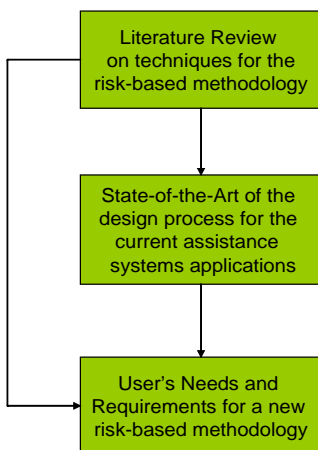 Literature Review
on techniques for the
risk-based methodology
State-of-the-Art of the
design process for the
current assistance
systems applications
User's Needs and
Requirements for a new
risk-based methodology